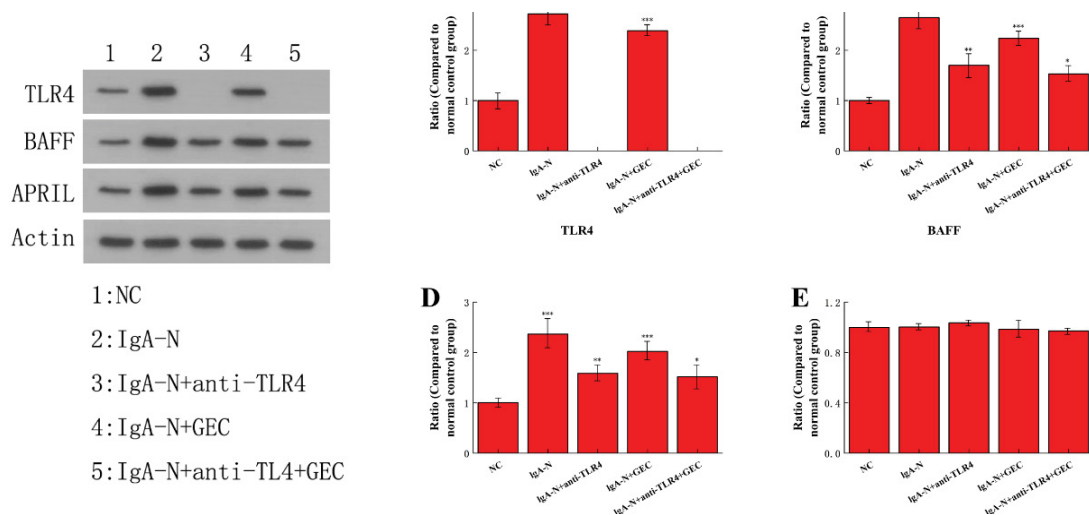 1 2 3 4 5
TLR4
BAFF
APRIL
Actin
1:NC
2:IgA-N
3:IgA-N+anti-TLR4
4:IgA-N+GEC
5:IgA-N+anti-TL4+GEC
Ratio (Compared to
normal control group)
2
1
0
***
NC
IgA-N
IgA-N+anti-TLR4
IgA-N+GEC
IgA-N+anti-TLR4+GEC
TLR4
Ratio (Compared to
normal control group)
2
1
0
**
***
*
NC
IgA-N
IgA-N+anti-TLR4
IgA-N+GEC
IgA-N+anti-TLR4+GEC
BAFF
D
Ratio (Compared to
normal control group)
3
2
1
0
***
**
***
*
NC
IgA-N
IgA-N+anti-TLR4
IgA-N+GEC
IgA-N+anti-TLR4+GEC
E
Ratio (Compared to
normal control group)
1.2
0.8
0.4
0.0
NC
IgA-N
IgA-N+anti-TLR4
IgA-N+GEC
IgA-N+anti-TLR4+GEC